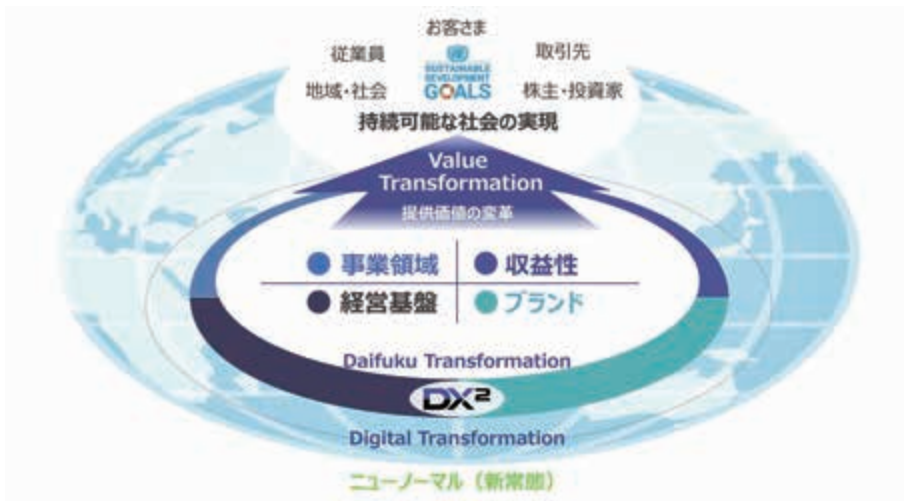 お客さま
従業員
取引先
SUSTAINABLE
DEVELOPMENT
GOALS
地域・社会
株主・投資家
持続可能な社会の実現
Value
Transformation
提供価値の変革
事業領域
収益性
経営基盤
ブランド
Daifuku Transformation
DX²
Digital Transformation
ニューノーマル（新常態）